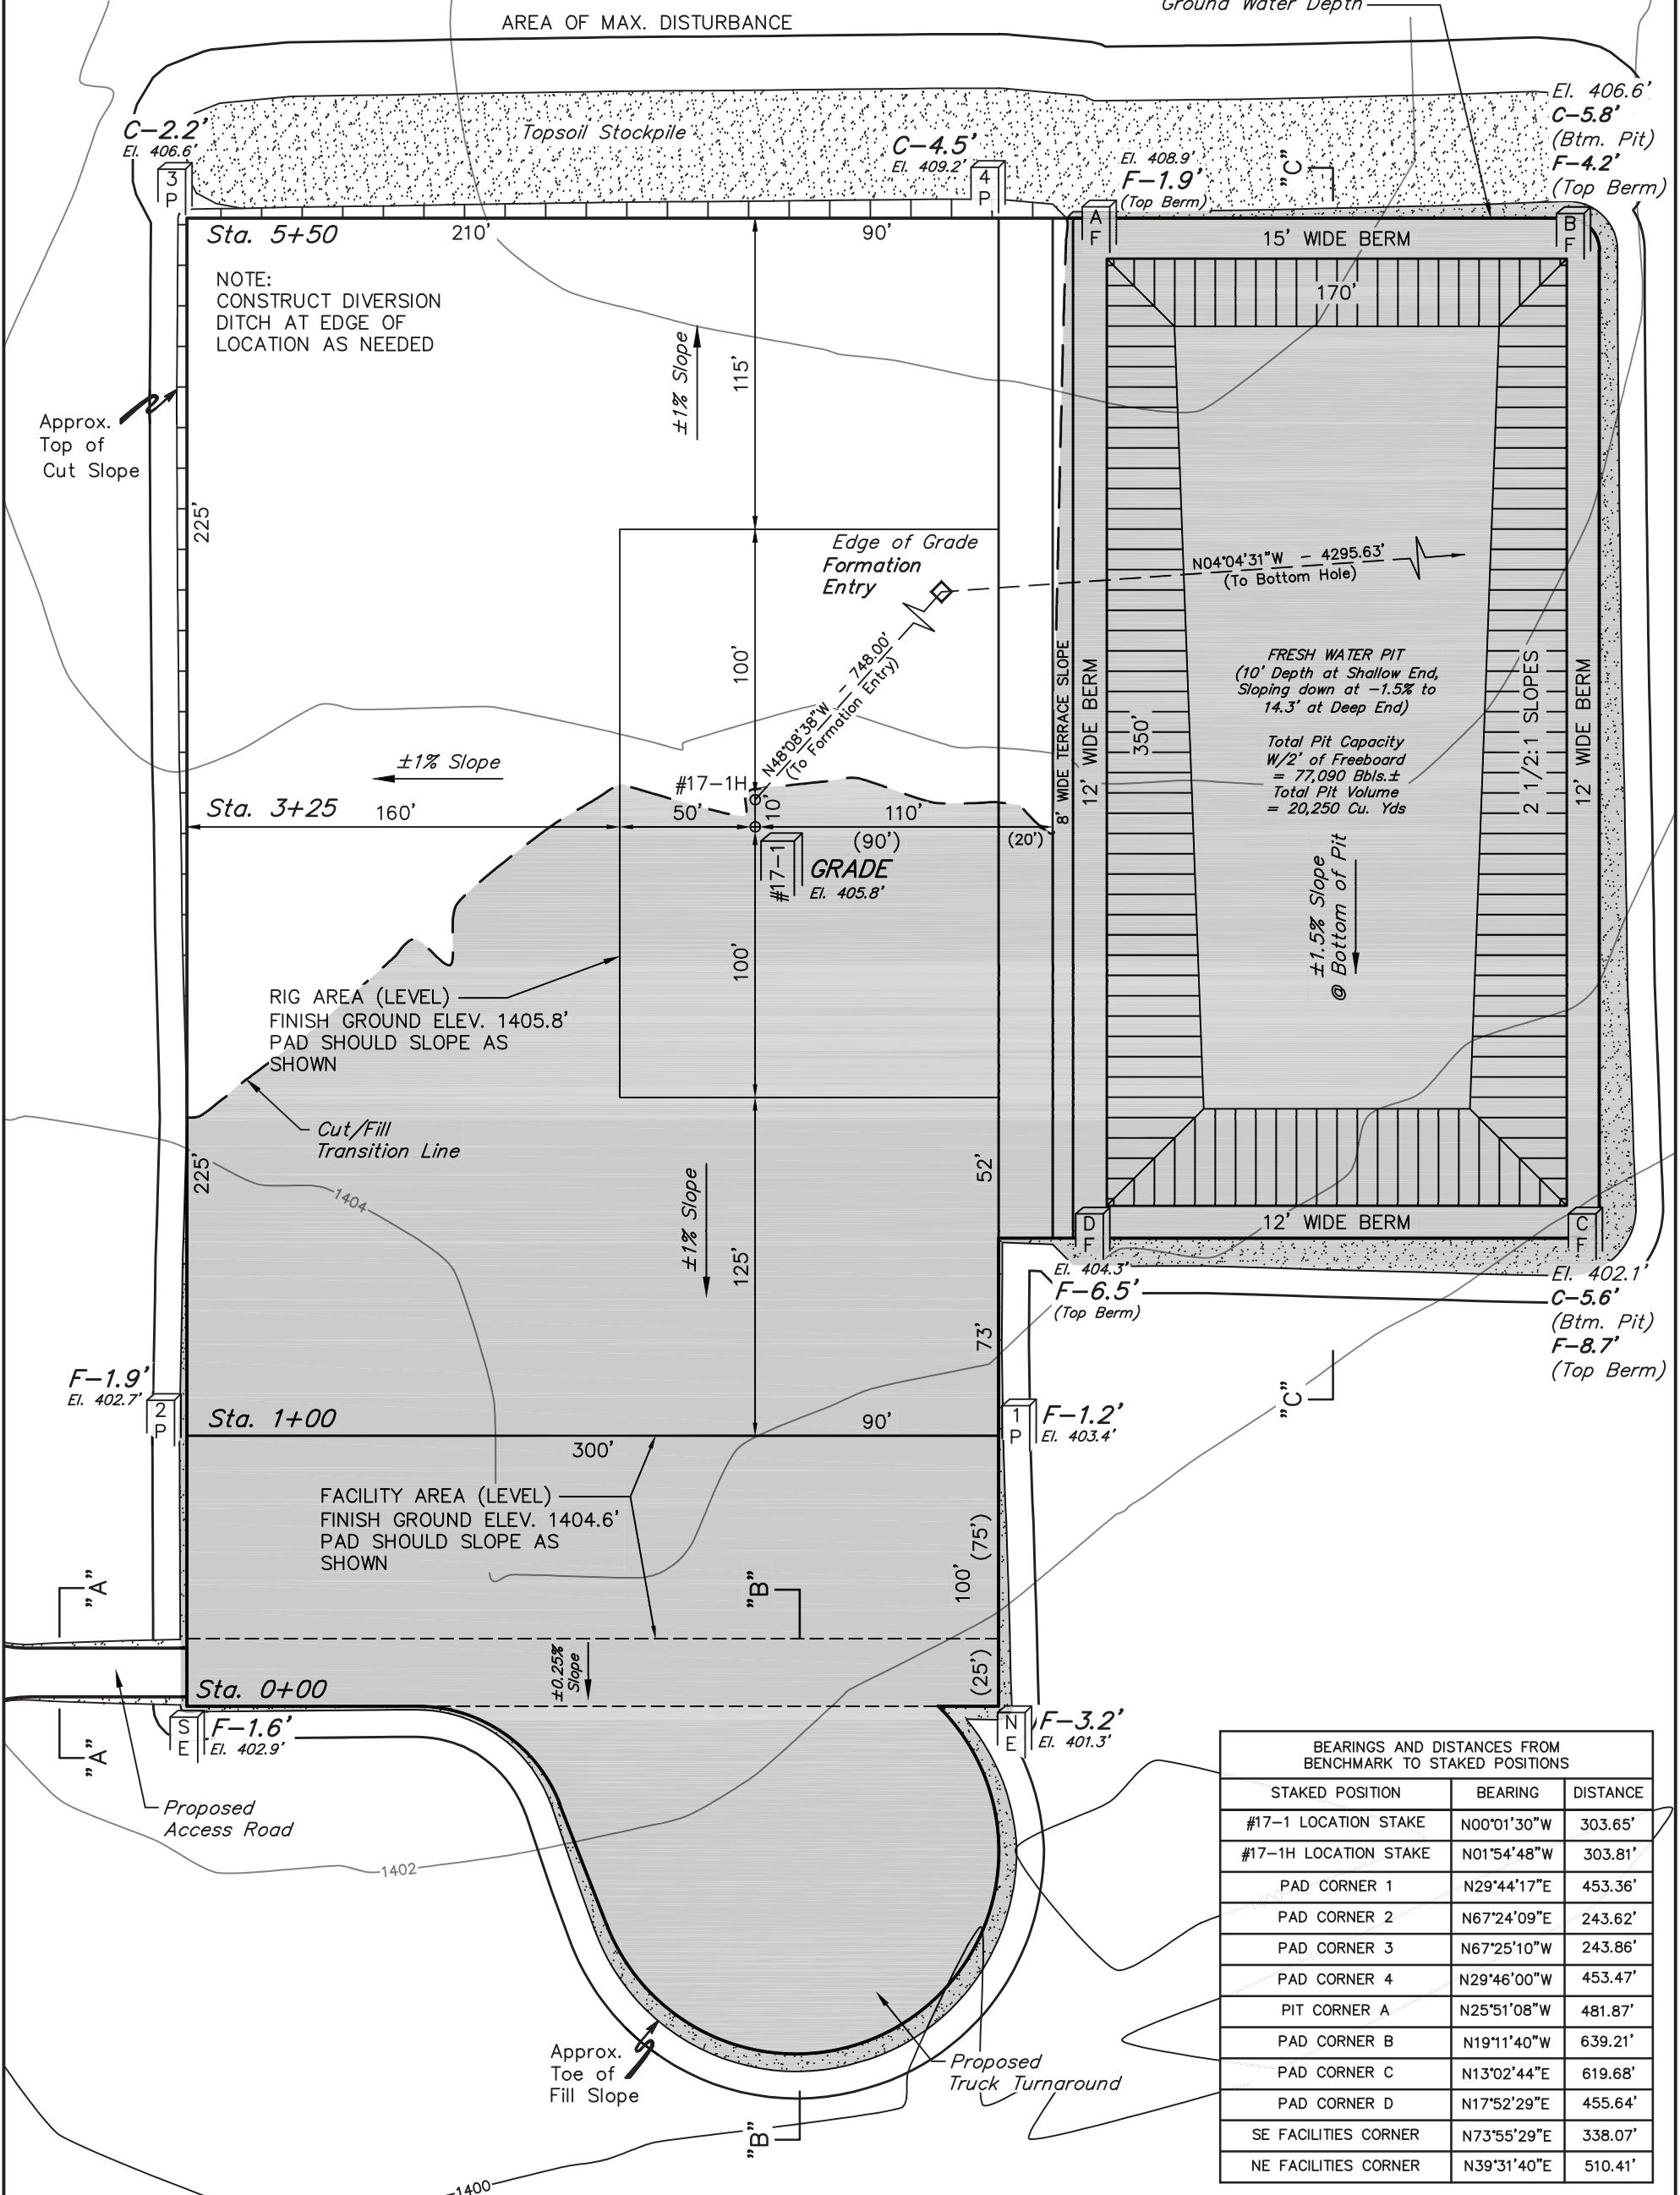 Ground Water Depth
AREA OF MAX. DISTURBANCE
El. 406.6'
C-5.8'
(Btm. Pit)
F-4.2'
(Top Berm)
C-2.2'
El. 406.6'
3
P
Topsoil Stockpile
C-4.5'
El. 409.2'
4
P
El. 408.9'
F-1.9'
(Top Berm)
"C"
A
F
B
F
Sta. 5+50
210'
90'
15' WIDE BERM
170'
NOTE:
CONSTRUCT DIVERSION
DITCH AT EDGE OF
LOCATION AS NEEDED
±1% Slope
115'
Approx.
Top of
Cut Slope
225'
Edge of Grade
Formation
Entry
N04°04'31"W - 4295.63'
(To Bottom Hole)
100'
N48°08'38"W - 748.00'
(To Formation Entry)
8' WIDE TERRACE SLOPE
12' WIDE BERM
350'
FRESH WATER PIT
(10' Depth at Shallow End,
Sloping down at -1.5% to
14.3' at Deep End)
Total Pit Capacity
W/2' of Freeboard
= 77,090 Bbls.±
Total Pit Volume
= 20,250 Cu. Yds
2 1/2:1 SLOPES
12' WIDE BERM
±1% Slope
#17-1H
10'
Sta. 3+25
160'
50'
110'
(90')
(20')
#17-1
GRADE
El. 405.8'
±1.5% Slope
@ Bottom of Pit
100'
RIG AREA (LEVEL)
FINISH GROUND ELEV. 1405.8'
PAD SHOULD SLOPE AS
SHOWN
Cut/Fill
Transition Line
225'
1404
±1% Slope
125'
52'
D
F
12' WIDE BERM
C
F
El. 404.3'
F-6.5'
(Top Berm)
El. 402.1'
C-5.6'
(Btm. Pit)
F-8.7'
(Top Berm)
73'
"C"
F-1.9'
El. 402.7'
2
P
Sta. 1+00
90'
1
P
F-1.2'
El. 403.4'
300'
FACILITY AREA (LEVEL)
FINISH GROUND ELEV. 1404.6'
PAD SHOULD SLOPE AS
SHOWN
(75')
100'
"A"
"B"
±0.25%
Slope
(25')
Sta. 0+00
S
E
F-1.6'
El. 402.9'
N
E
F-3.2'
El. 401.3'
"A"
Proposed
Access Road
1402
Approx.
Toe of
Fill Slope
Proposed
Truck Turnaround
"B"
1400
BEARINGS AND DISTANCES FROM
BENCHMARK TO STAKED POSITIONS
STAKED POSITION BEARING DISTANCE
#17-1 LOCATION STAKE N00°01'30"W 303.65'
#17-1H LOCATION STAKE N01°54'48"W 303.81'
PAD CORNER 1 N29°44'17"E 453.36'
PAD CORNER 2 N67°24'09"E 243.62'
PAD CORNER 3 N67°25'10"W 243.86'
PAD CORNER 4 N29°46'00"W 453.47'
PIT CORNER A N25°51'08"W 481.87'
PAD CORNER B N19°11'40"W 639.21'
PAD CORNER C N13°02'44"E 619.68'
PAD CORNER D N17°52'29"E 455.64'
SE FACILITIES CORNER N73°55'29"E 338.07'
NE FACILITIES CORNER N39°31'40"E 510.41'